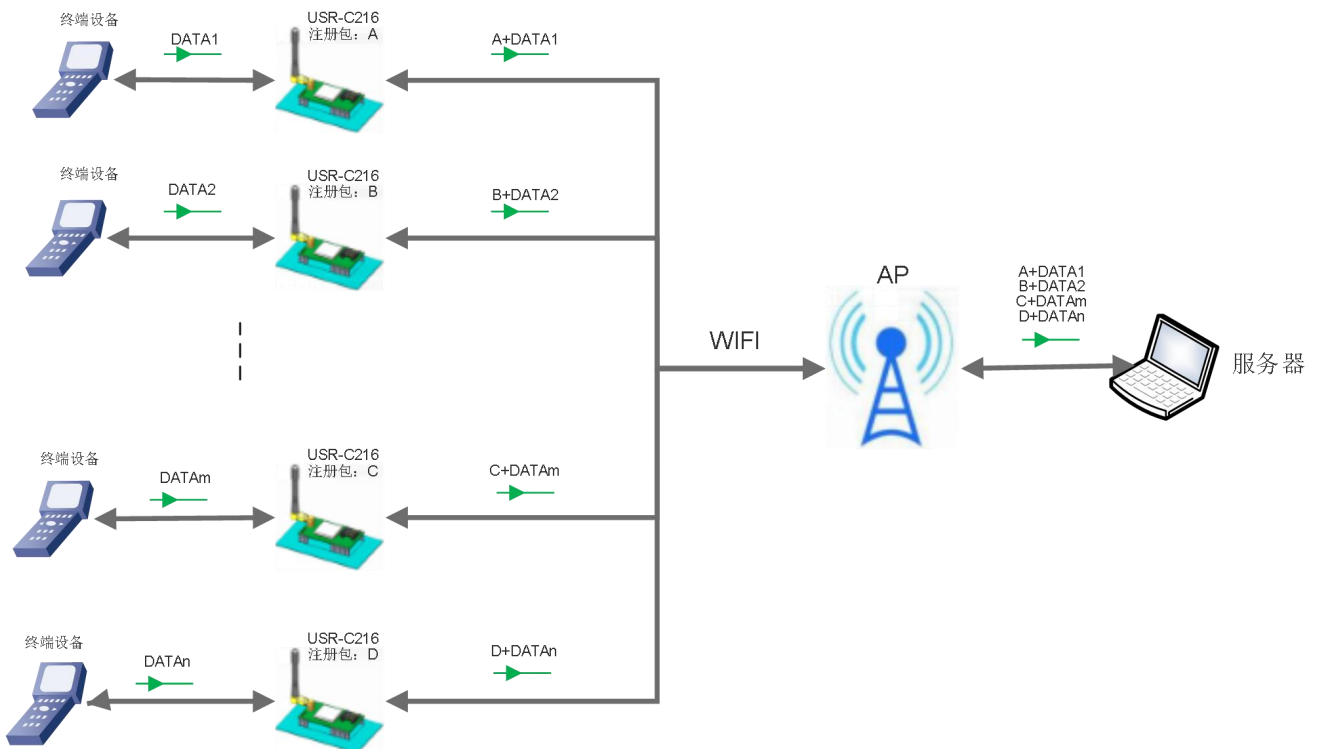 终端设备
DATA1
USR-C216
注册包：A
A+DATA1
终端设备
DATA2
USR-C216
注册包：B
B+DATA2
AP
WIFI
A+DATA1
B+DATA2
C+DATAm
D+DATAn
服务器
终端设备
DATAm
USR-C216
注册包：C
C+DATAm
终端设备
DATAn
USR-C216
注册包：D
D+DATAn